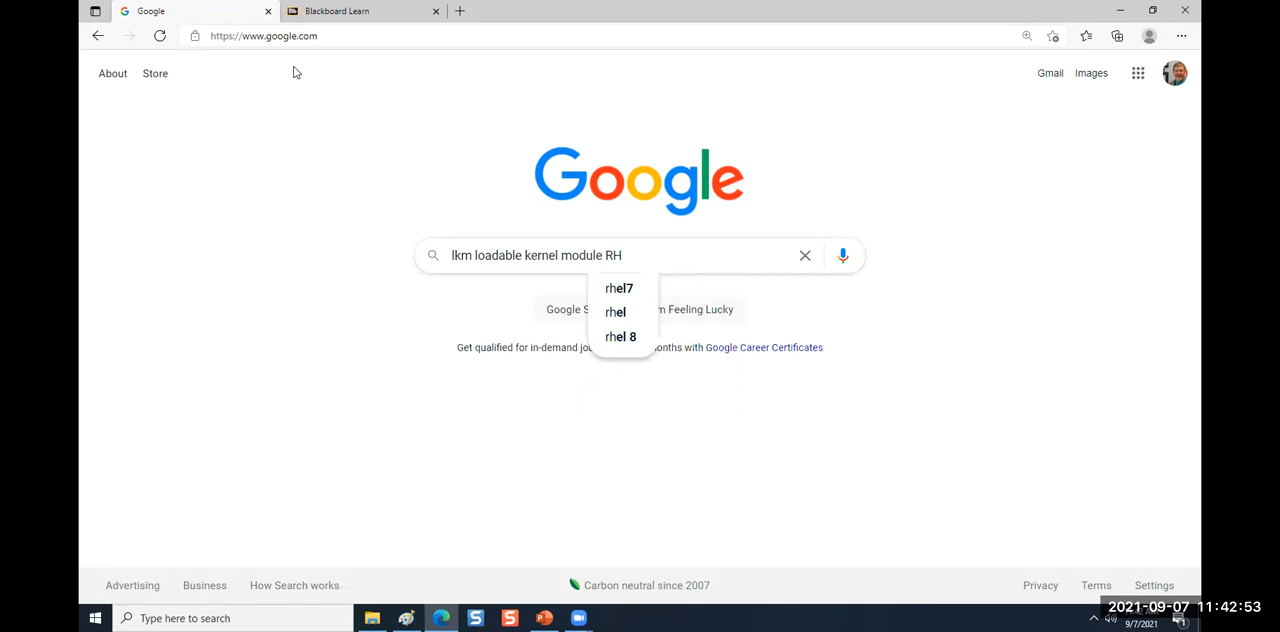 Google
Blackboard Learn
https://www.google.com
About
Store
Gmail
Images
Google
lkm loadable kernel module RH
rhel7
rhel
rhel 8
Google S
m Feeling Lucky
Get qualified for in-demand jo
onths with Google Career Certificates
Advertising
Business
How Search works
Carbon neutral since 2007
Privacy
Terms
Settings
Type here to search
2021-09-07 11:42:53
9/7/2021